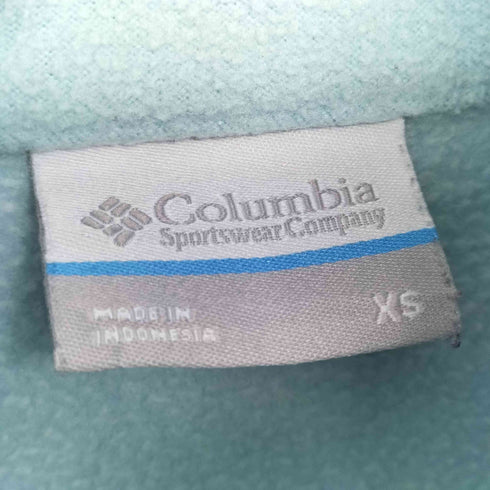 Columbia
Sportswear Company
MADE IN
INDONESIA
XS